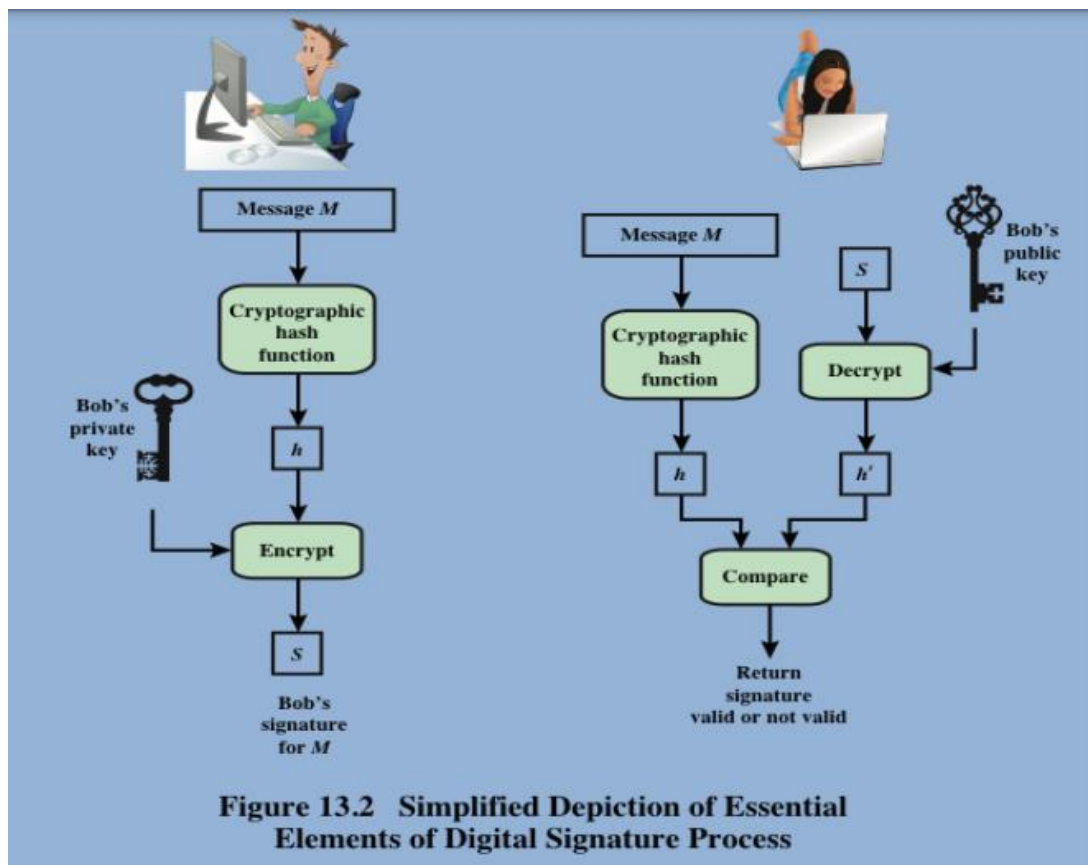 Message M
Cryptographic
hash
function
Bob's
private
key
h
Encrypt
S
Bob's
signature
for M
Message M
S
Bob's
public
key
Cryptographic
hash
function
Decrypt
h
h'
Compare
Return
signature
valid or not valid
Figure 13.2 Simplified Depiction of Essential
Elements of Digital Signature Process